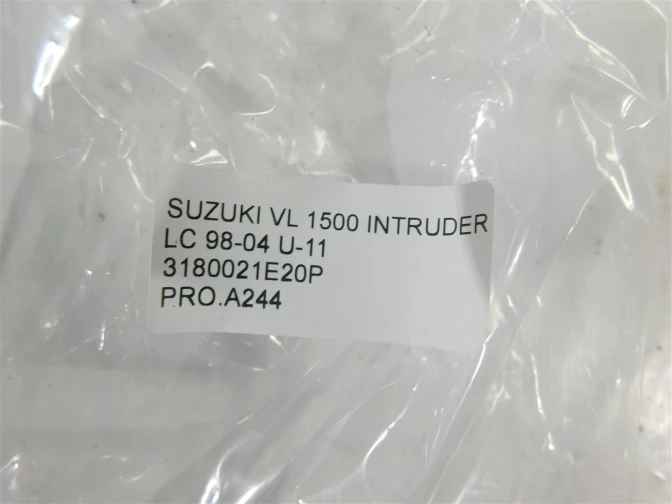 SUZUKI VL 1500 INTRUDER
LC 98-04 U-11
3180021E20P
PRO.A244